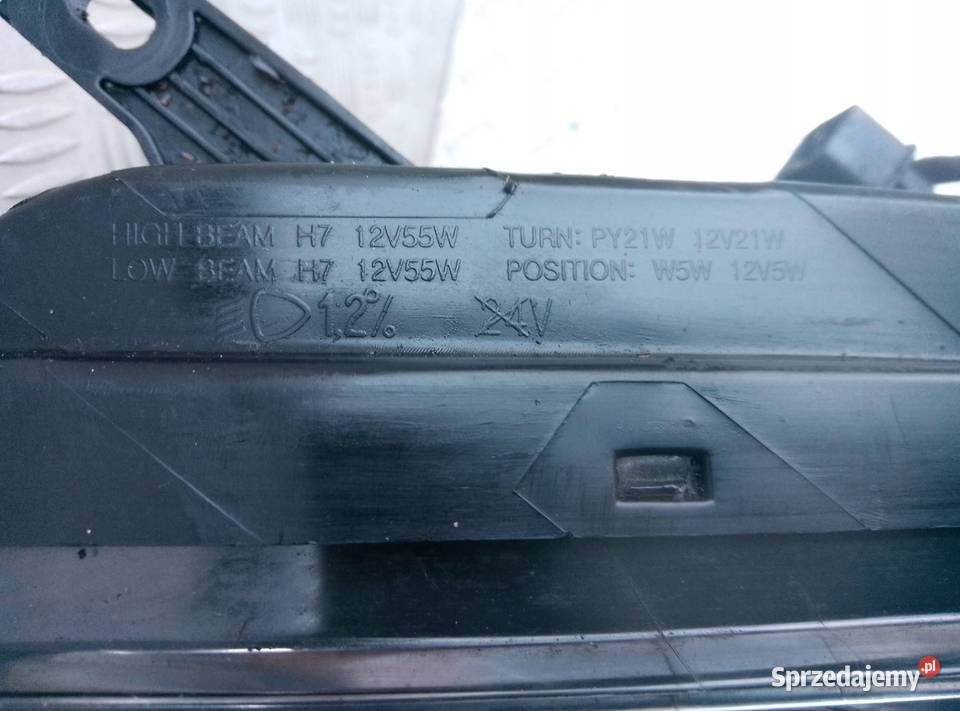 HIGH BEAM H7 12V55W TURN: PY21W 12V21W
LOW BEAM H7 12V55W POSITION: W5W 12V5W
1,2% 24V
Sprzedajemy.pl